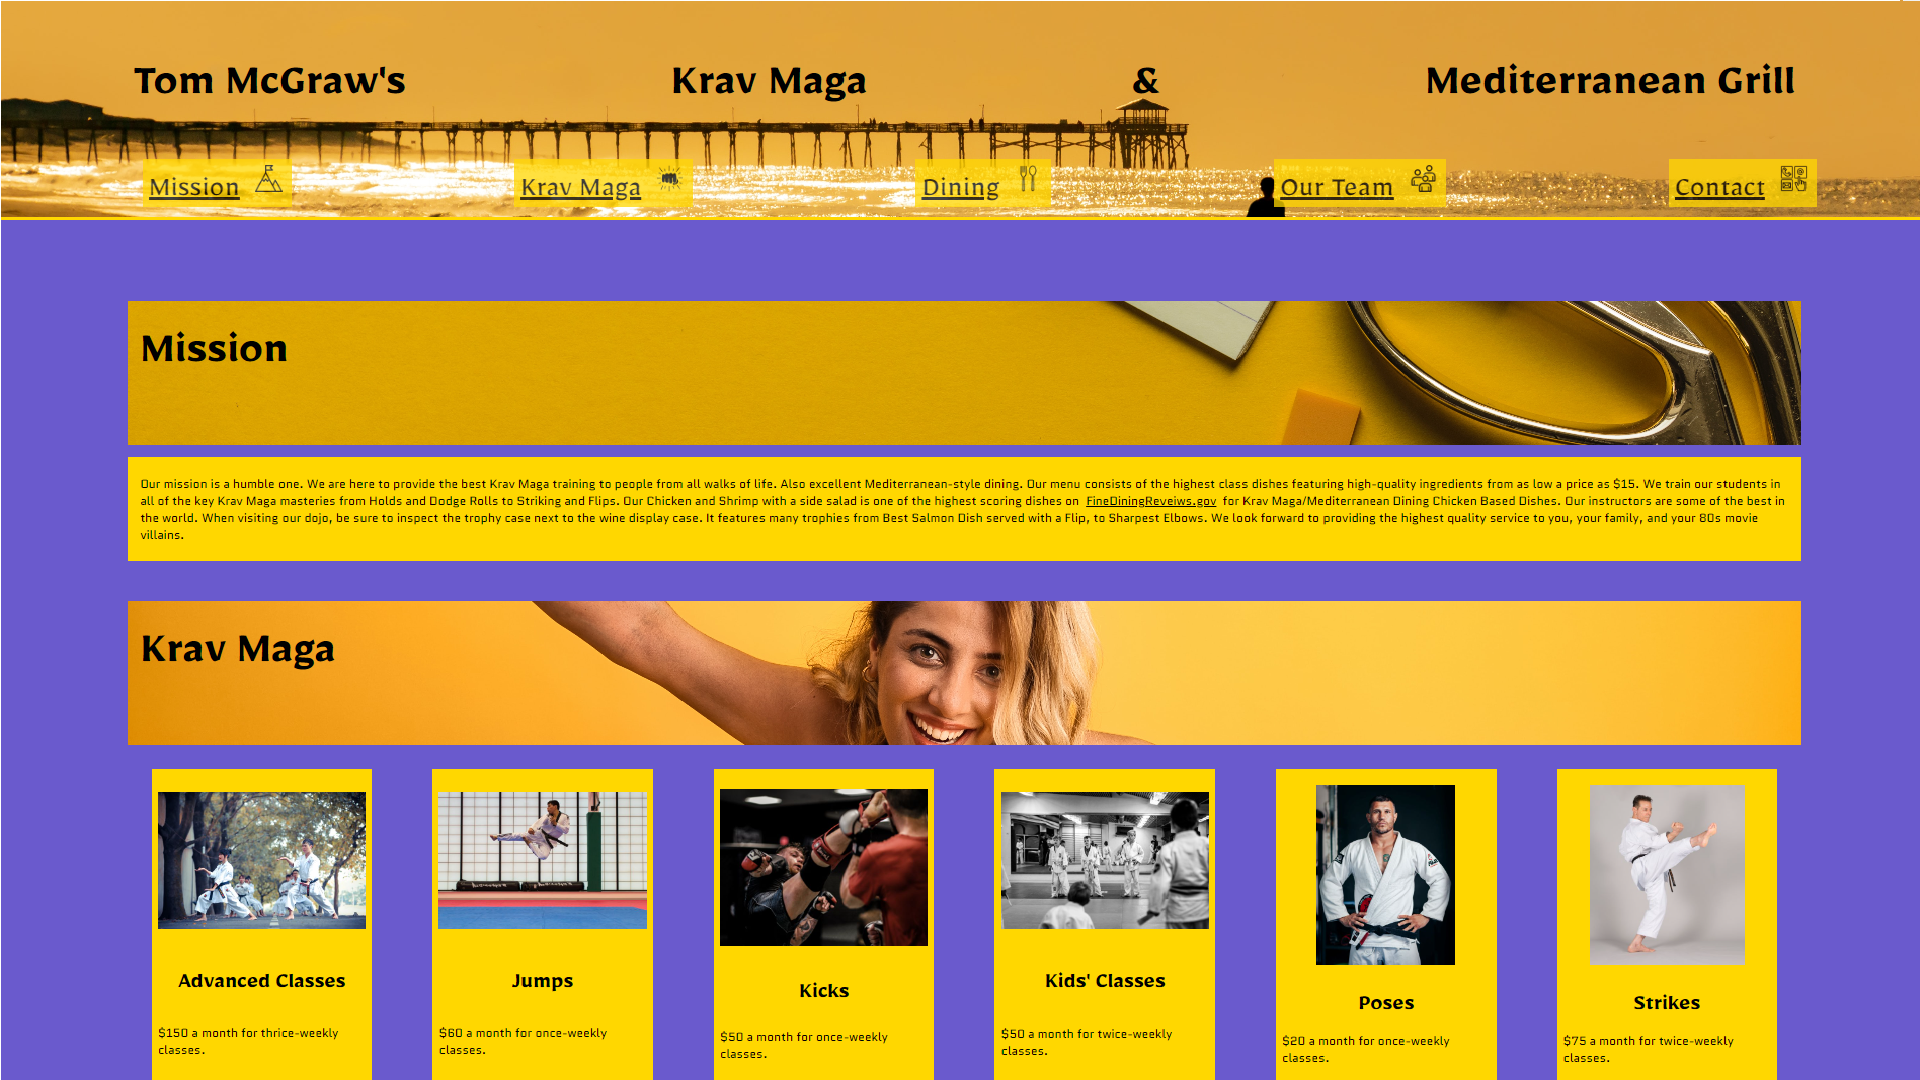 Tom McGraw's Krav Maga & Mediterranean Grill
Mission Krav Maga Dining Our Team Contact
Mission
Our mission is a humble one. We are here to provide the best Krav Maga training to people from all walks of life. Also excellent Mediterranean-style dining. Our menu consists of the highest class dishes featuring high-quality ingredients from as low a price as $15. We train our students in
all of the key Krav Maga masteries from Holds and Dodge Rolls to Striking and Flips. Our Chicken and Shrimp with a side salad is one of the highest scoring dishes on FineDiningReveiws.gov for Krav Maga/Mediterranean Dining Chicken Based Dishes. Our instructors are some of the best in
the world. When visiting our dojo, be sure to inspect the trophy case next to the wine display case. It features many trophies from Best Salmon Dish served with a Flip, to Sharpest Elbows. We look forward to providing the highest quality service to you, your family, and your 80s movie
villains.
Krav Maga
Advanced Classes
$150 a month for thrice-weekly
classes.
Jumps
$60 a month for once-weekly
classes.
Kicks
$50 a month for once-weekly
classes.
Kids' Classes
$50 a month for twice-weekly
classes.
Poses
$20 a month for once-weekly
classes.
Strikes
$75 a month for twice-weekly
classes.